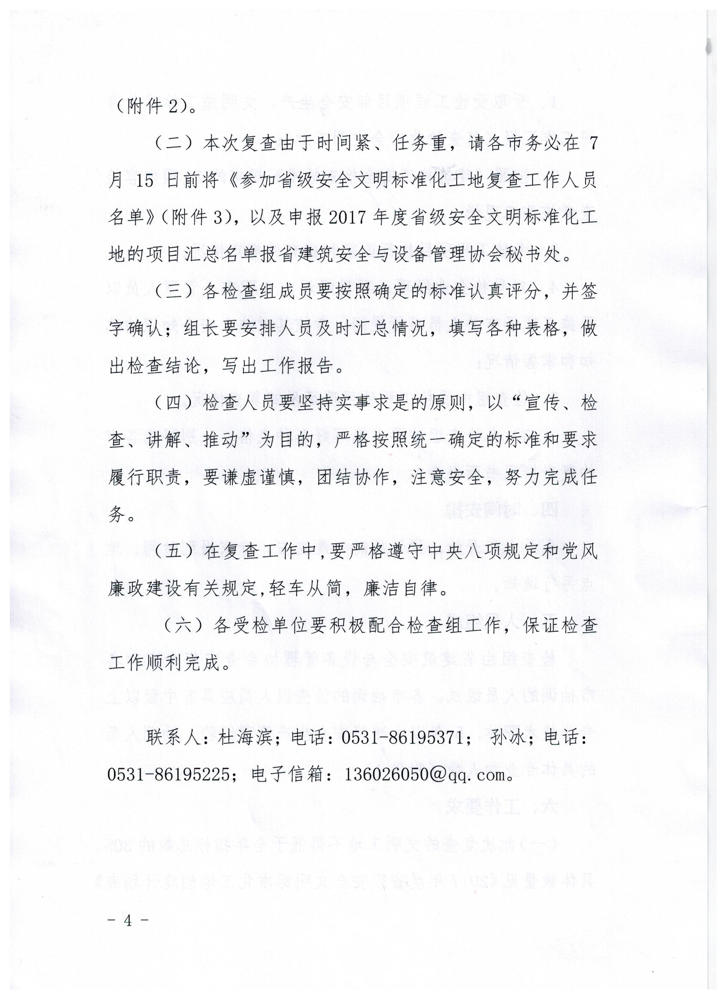 （附件 2）。
（二）本次复查由于时间紧、任务重，请各市务必在 7
月 15 日前将《参加省级安全文明标准化工地复查工作人员
名单》（附件 3），以及申报 2017 年度省级安全文明标准化工
地的项目汇总名单报省建筑安全与设备管理协会秘书处。
（三）各检查组成员要按照确定的标准认真评分，并签
字确认；组长要安排人员及时汇总情况，填写各种表格，做
出检查结论，写出工作报告。
（四）检查人员要坚持实事求是的原则，以“宣传、检
查、讲解、推动”为目的，严格按照统一确定的标准和要求
履行职责，要谦虚谨慎，团结协作，注意安全，努力完成任
务。
（五）在复查工作中,要严格遵守中央八项规定和党风
廉政建设有关规定,轻车从简，廉洁自律。
（六）各受检单位要积极配合检查组工作，保证检查
工作顺利完成。
联系人：杜海滨；电话：0531-86195371； 孙冰；电话：
0531-86195225；电子信箱：136026050@qq.com。
- 4 -